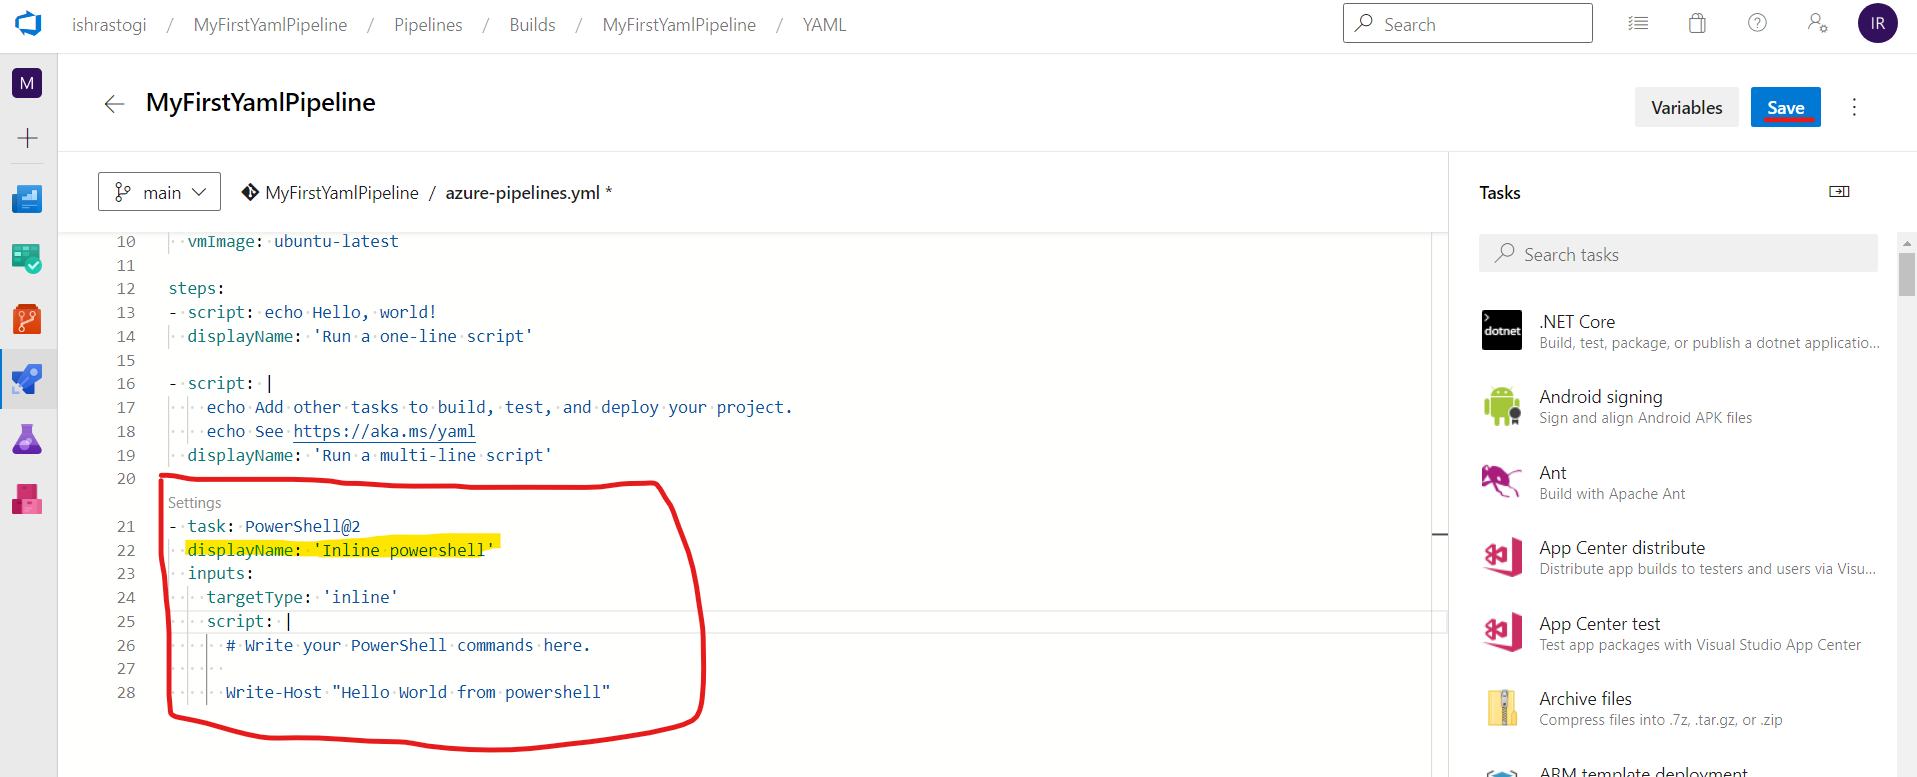 ishrastogi / MyFirstYamlPipeline / Pipelines / Builds / MyFirstYamlPipeline / YAML
Search
IR
M
MyFirstYamlPipeline
Variables
Save
main
MyFirstYamlPipeline / azure-pipelines.yml *
10 vmImage: ubuntu-latest
11
12 steps:
13 - script: echo Hello, world!
14 displayName: 'Run a one-line script'
15
16 - script: |
17 echo Add other tasks to build, test, and deploy your project.
18 echo See https://aka.ms/yaml
19 displayName: 'Run a multi-line script'
20
Settings
21 - task: PowerShell@2
22 displayName: 'Inline powershell'
23 inputs:
24 targetType: 'inline'
25 script: |
26 # Write your PowerShell commands here.
27
28 Write-Host "Hello World from powershell"
Tasks
Search tasks
dotnet
.NET Core
Build, test, package, or publish a dotnet applicatio...
Android signing
Sign and align Android APK files
Ant
Build with Apache Ant
App Center distribute
Distribute app builds to testers and users via Visu...
App Center test
Test app packages with Visual Studio App Center
Archive files
Compress files into .7z, .tar.gz, or .zip
ARM template deployment